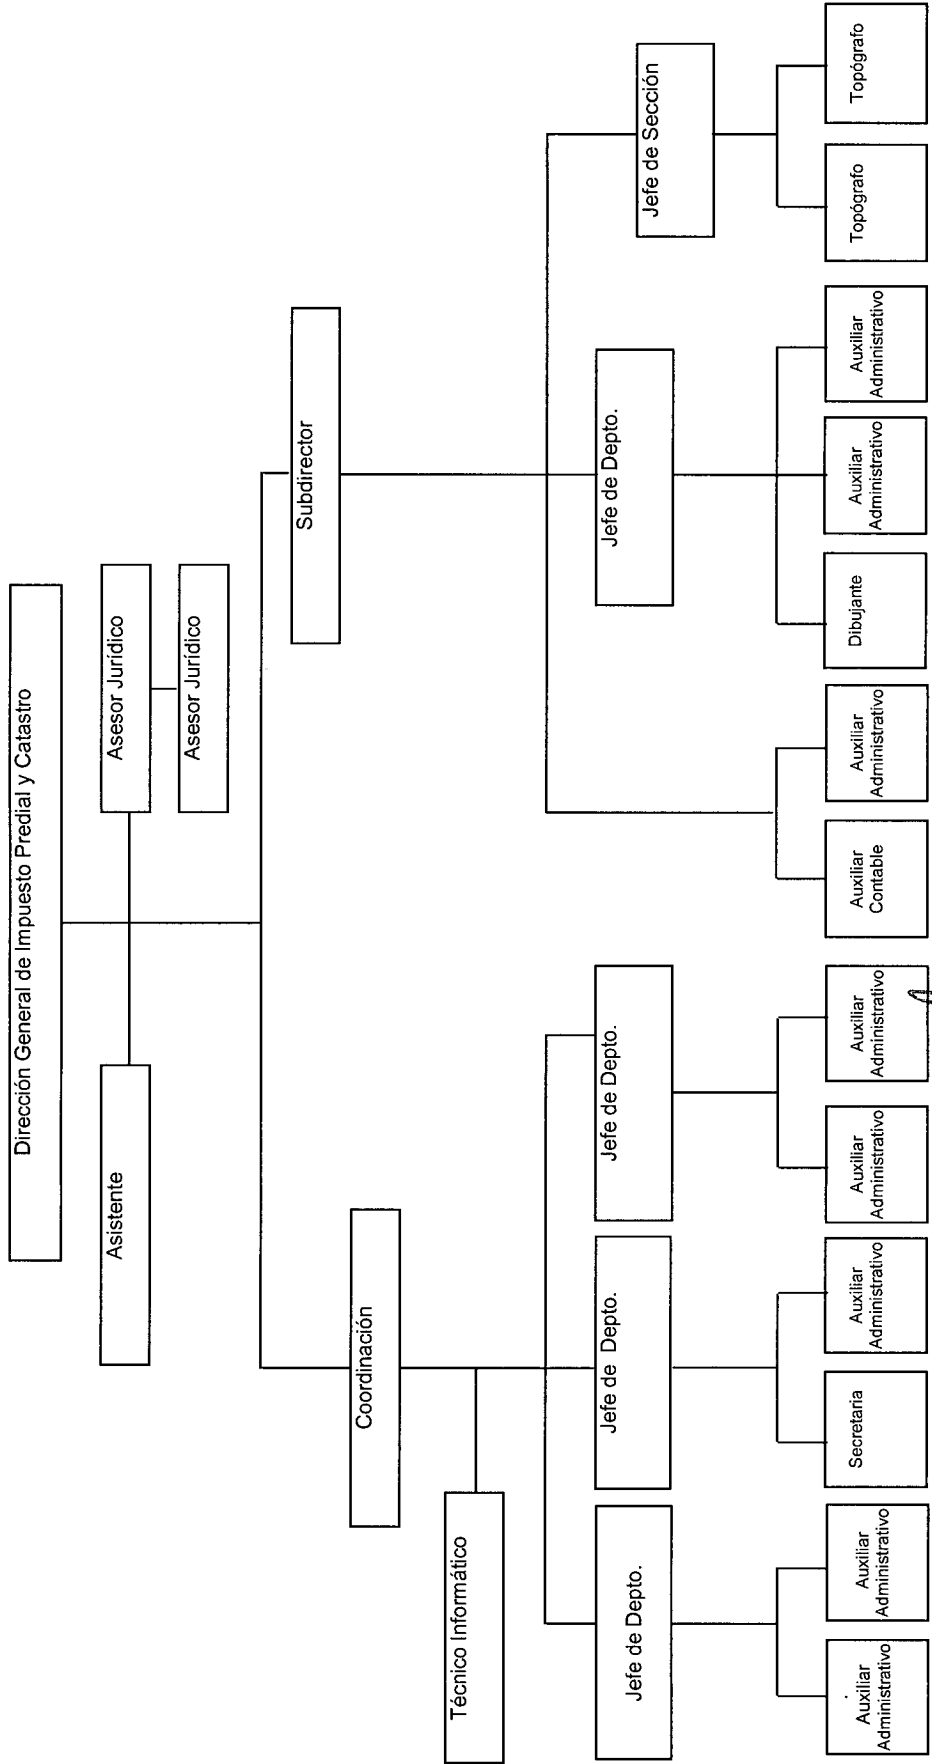 Dirección General de Impuesto Predial y Catastro
Asistente
Asesor Jurídico
Asesor Jurídico
Coordinación
Subdirector
Técnico Informático
Jefe de Depto.
Jefe de  Depto.
Jefe de Depto.
Jefe de Depto.
Jefe de Sección
Auxiliar
Administrativo
Auxiliar
Administrativo
Secretaria
Auxiliar
Administrativo
Auxiliar
Administrativo
Auxiliar
Administrativo
Auxiliar
Contable
Auxiliar
Administrativo
Dibujante
Auxiliar
Administrativo
Auxiliar
Administrativo
Topógrafo
Topógrafo